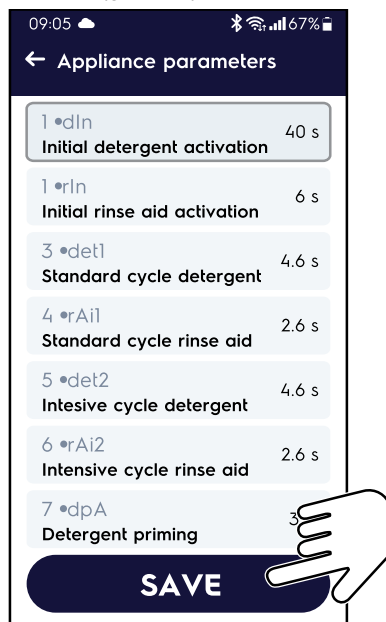 09:05 67%
← Appliance parameters
1 •dIn
40 s
Initial detergent activation
1 •rIn
6 s
Initial rinse aid activation
3 •det1
4.6 s
Standard cycle detergent
4 •rAi1
2.6 s
Standard cycle rinse aid
5 •det2
4.6 s
Intesive cycle detergent
6 •rAi2
2.6 s
Intensive cycle rinse aid
7 •dpA
Detergent priming
SAVE